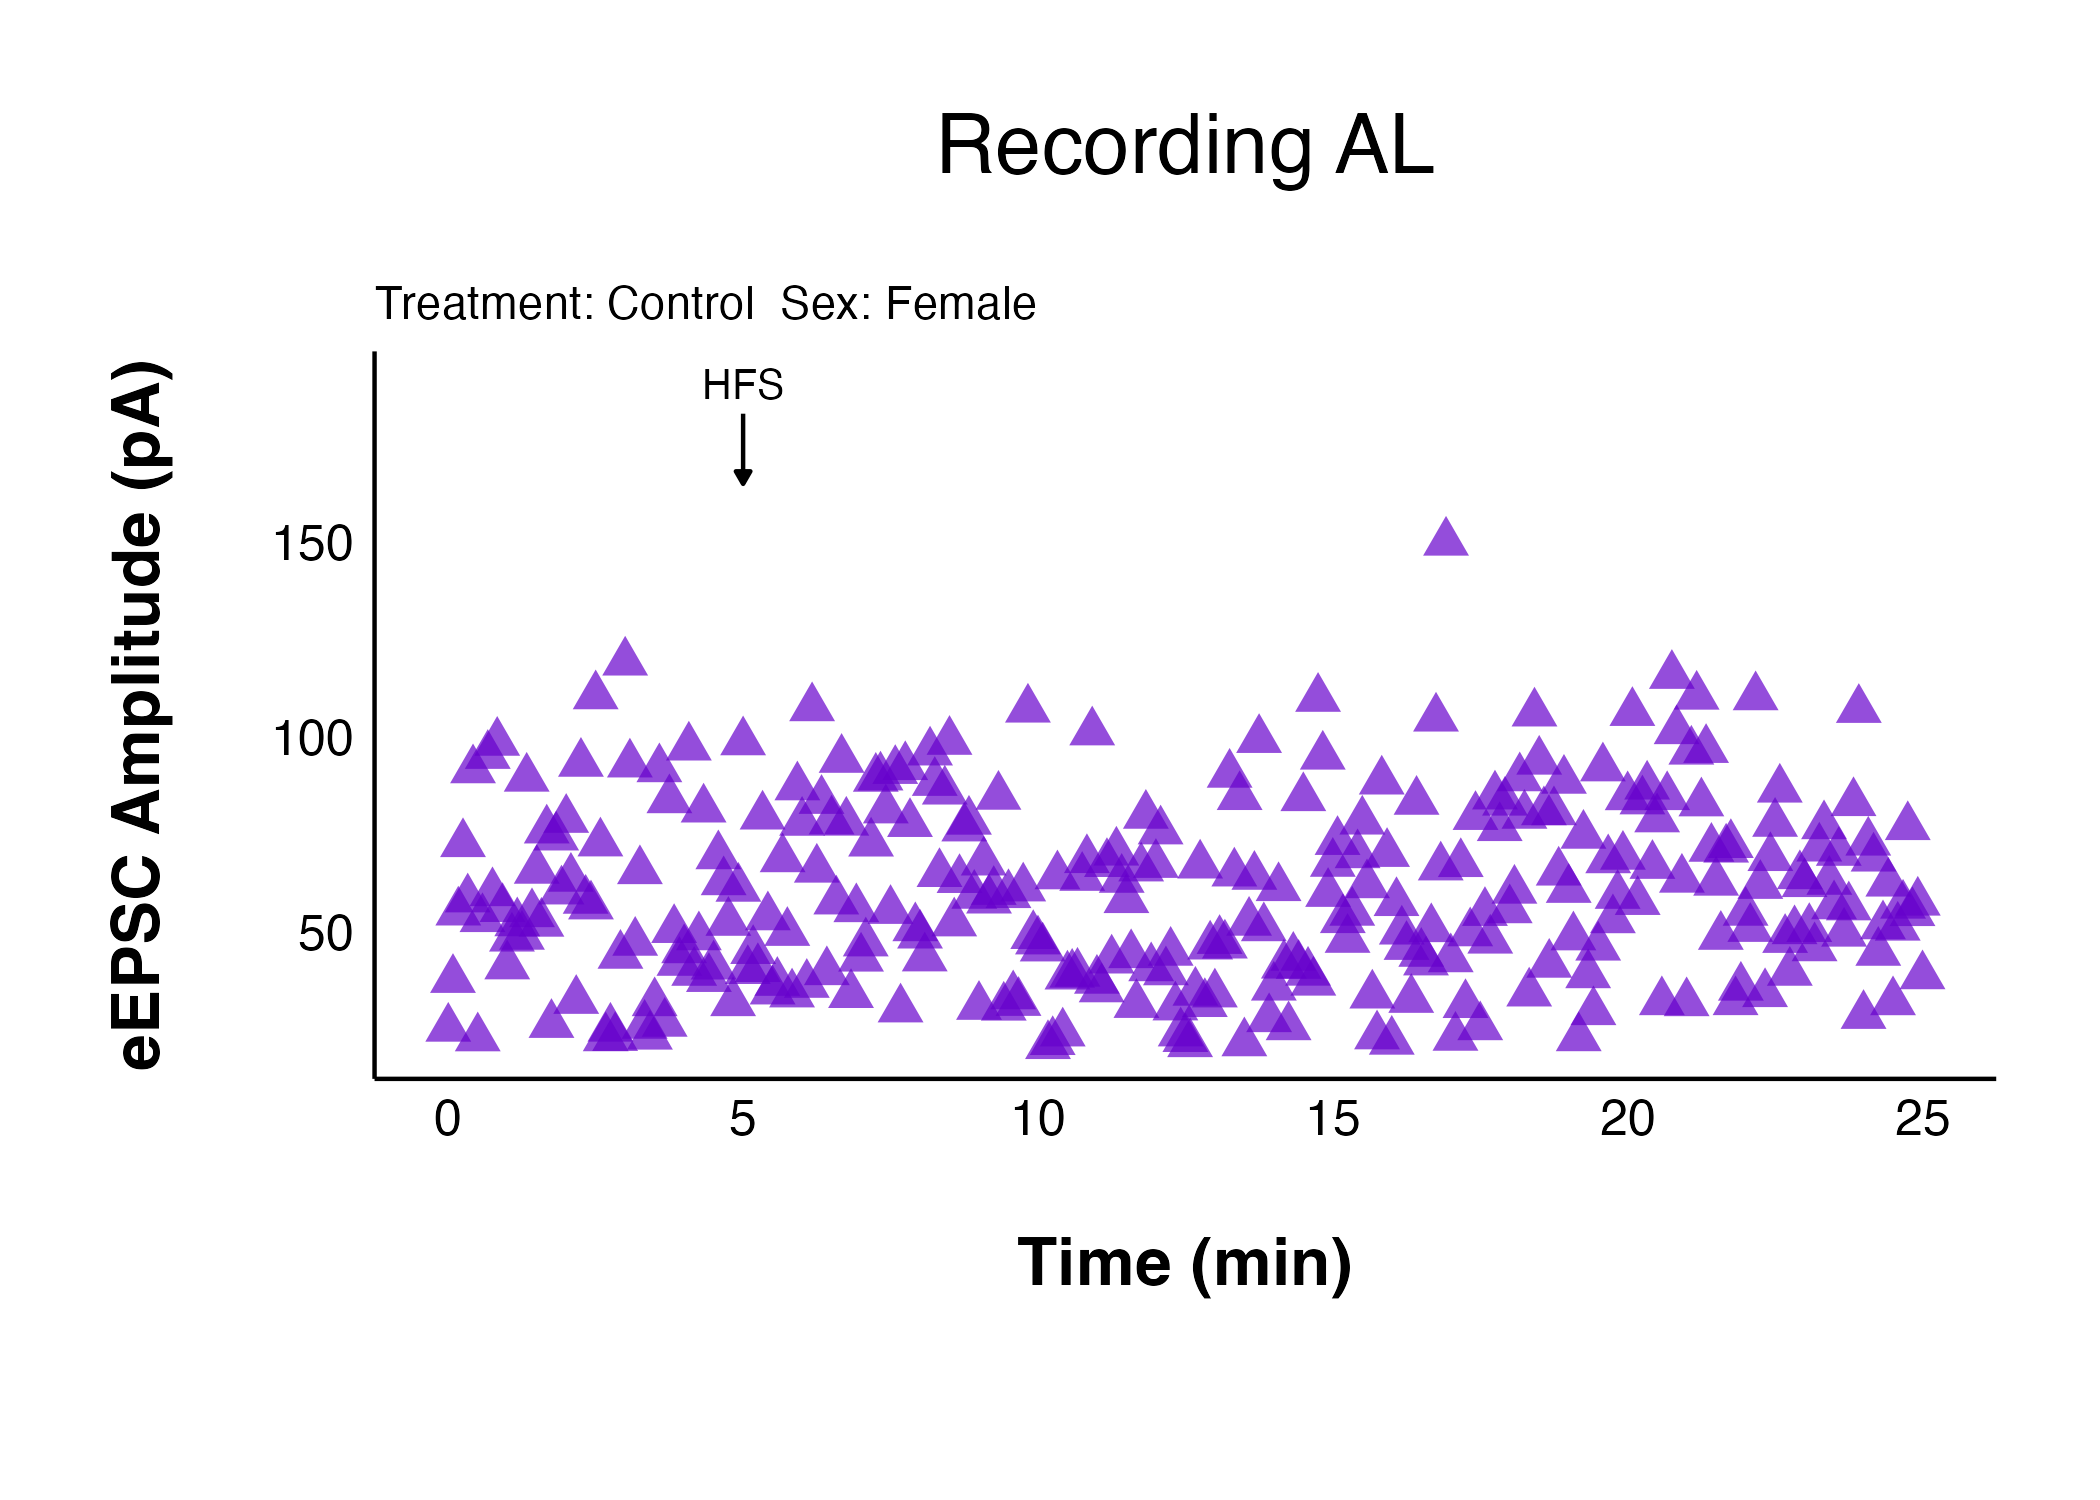 Recording AL
Treatment: Control  Sex: Female
HFS
eEPSC Amplitude (pA)
150
100
50
0 5 10 15 20 25
Time (min)